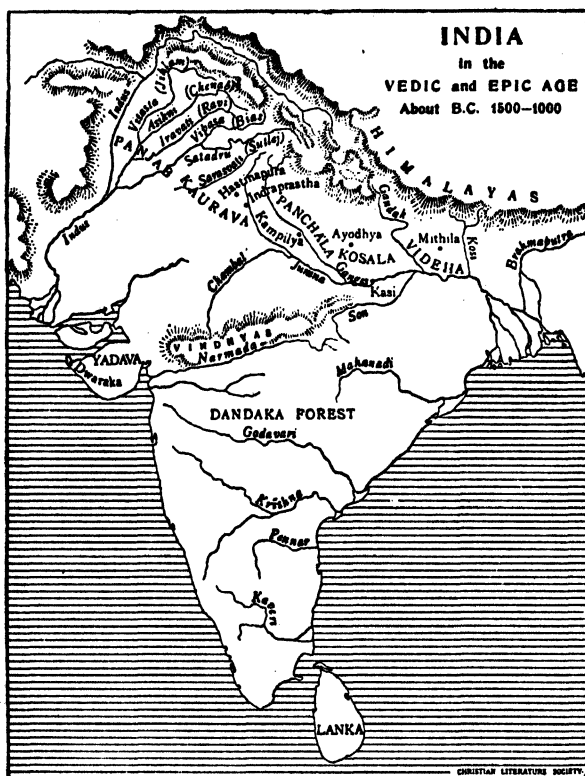 INDIA
in the
VEDIC and EPIC AGE
About B.C. 1500–1000
HIMALAYAS
Indus
Vitasta (Jhelam)
Asikni (Chenab)
Iravati (Ravi)
Vipasa (Bias)
Satadru (Sutlej)
Sarasvati
PANJAB
KAURAVA
Hastinapura
Indraprastha
PANCHALA
Kampilya
Ayodhya
KOSALA
Gandak
Mithila
VIDEHA
Kosi
Brahmaputra
Indus
Chambal
Jumna
Ganges
Kasi
Son
VINDHYAS
Narmada
YADAVA
Dwaraka
Mahanadi
DANDAKA FOREST
Godavari
Krishna
Pennar
Kaveri
LANKA
CHRISTIAN LITERATURE SOCIETY.